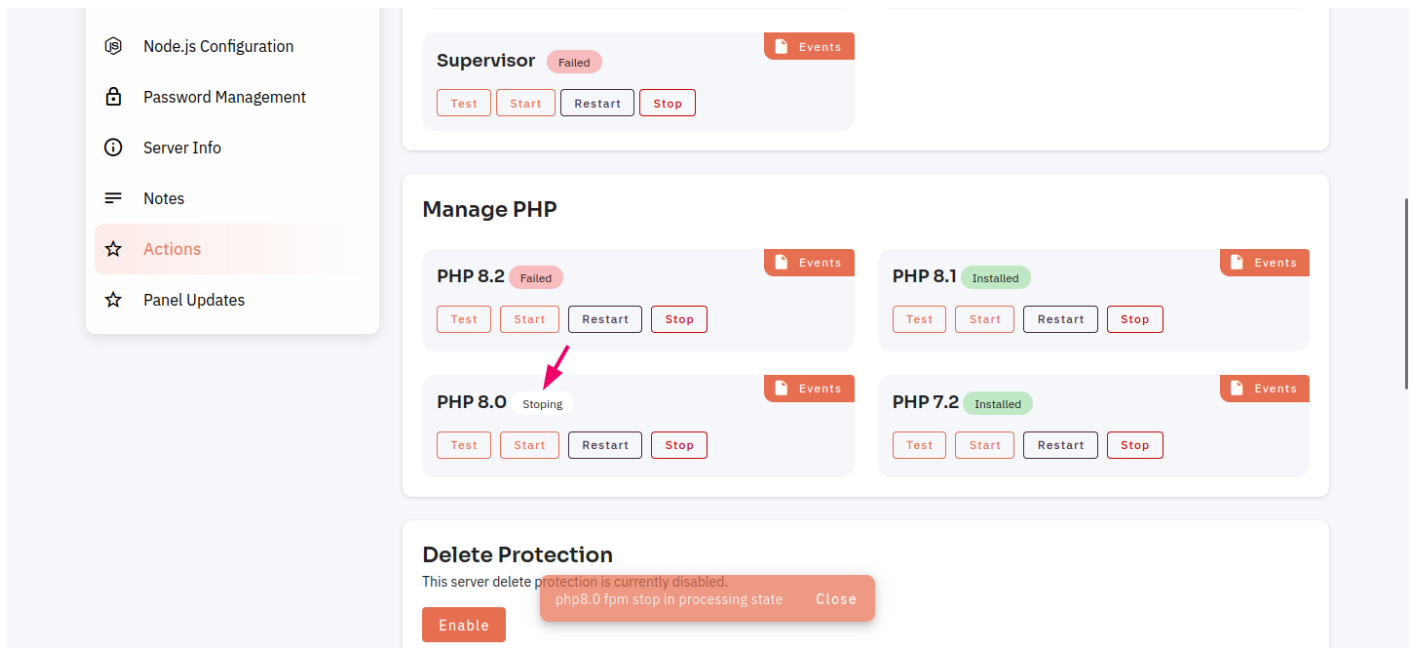 Node.js Configuration
Password Management
Server Info
Notes
Actions
Panel Updates
Supervisor Failed Events
Test Start Restart Stop
Manage PHP
PHP 8.2 Failed Events
Test Start Restart Stop
PHP 8.1 Installed Events
Test Start Restart Stop
PHP 8.0 Stoping Events
Test Start Restart Stop
PHP 7.2 Installed Events
Test Start Restart Stop
Delete Protection
This server delete protection is currently disabled.
php8.0 fpm stop in processing state Close
Enable